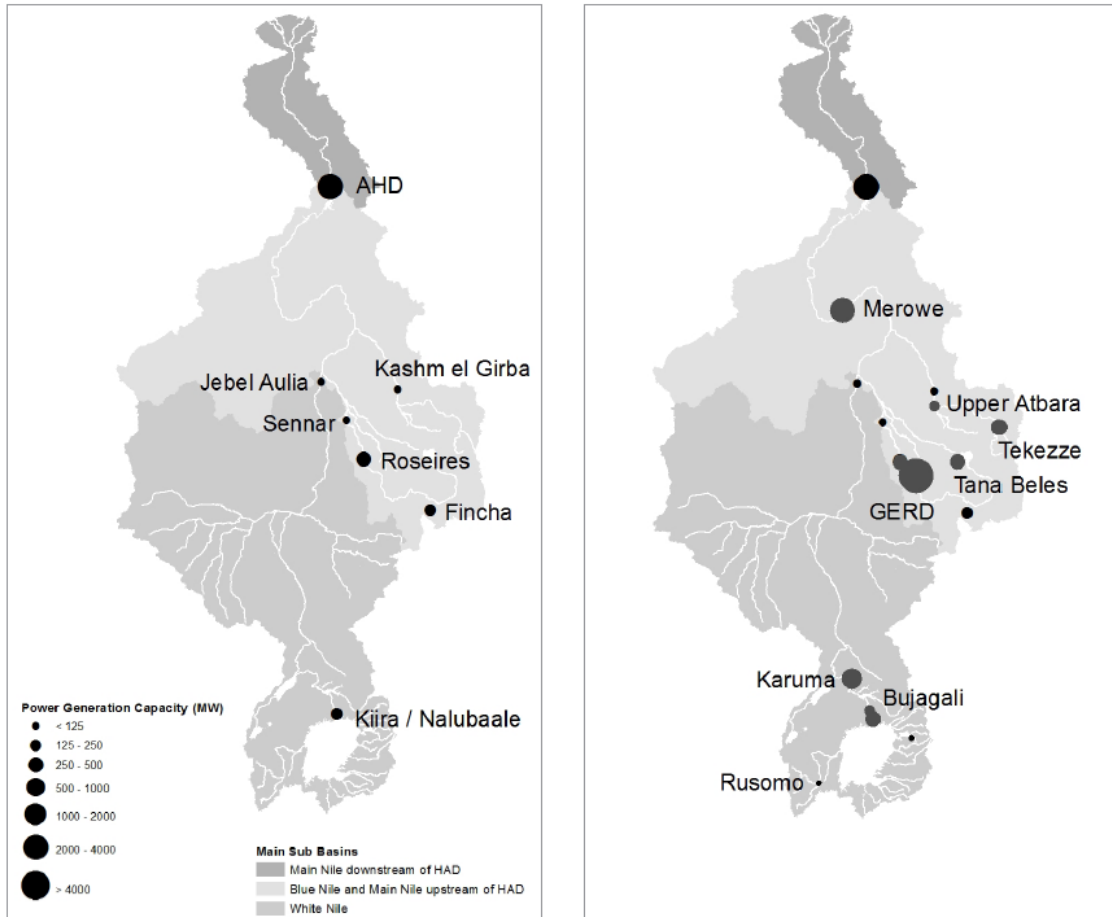 AHD
Jebel Aulia
Kashm el Girba
Sennar
Roseires
Fincha
Kiira / Nalubaale
Power Generation Capacity (MW)
< 125
125 - 250
250 - 500
500 - 1000
1000 - 2000
2000 - 4000
> 4000
Main Sub Basins
Main Nile downstream of HAD
Blue Nile and Main Nile upstream of HAD
White Nile
Merowe
Upper Atbara
Tekezze
Tana Beles
GERD
Karuma
Bujagali
Rusomo